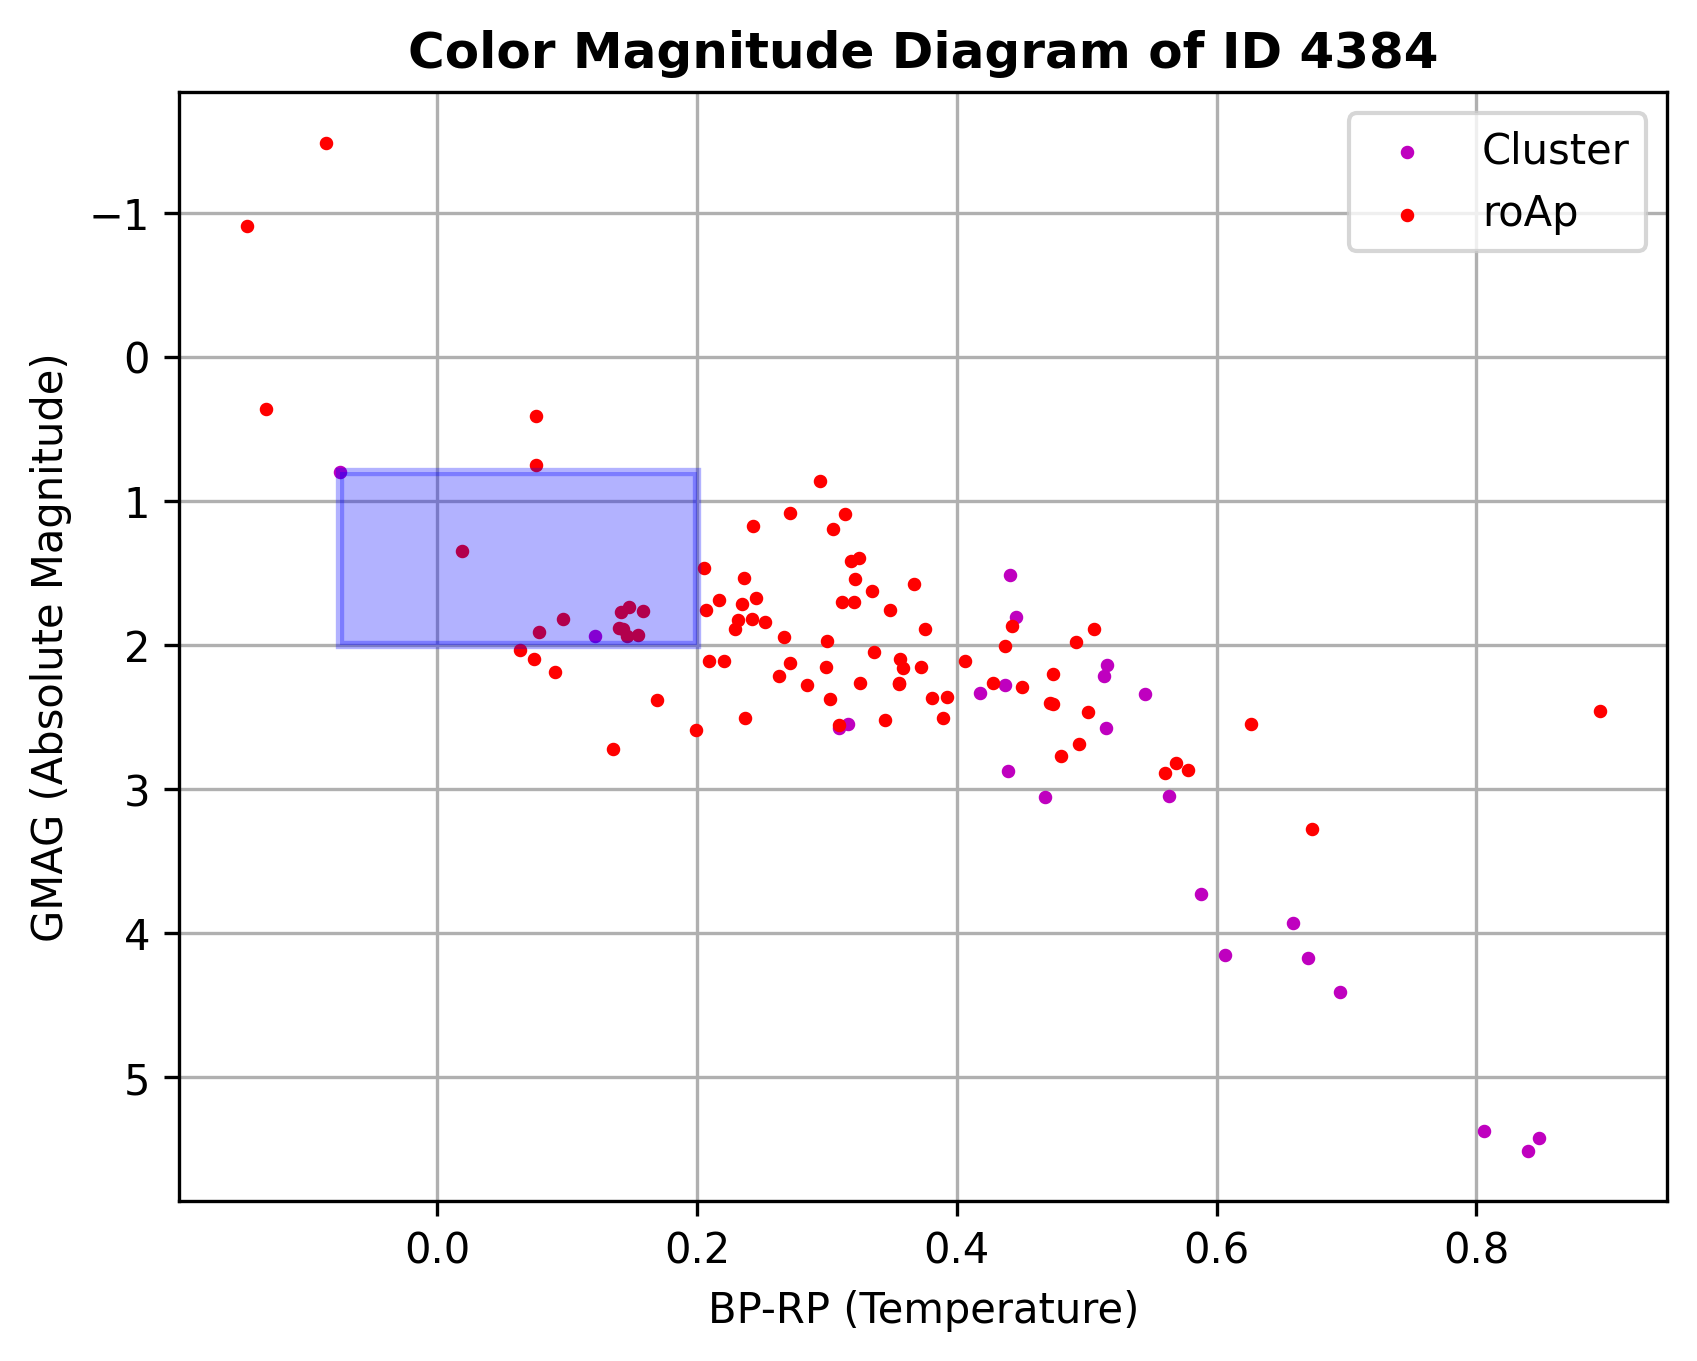 Color Magnitude Diagram of ID 4384
Cluster
roAp
−1
0
1
2
3
4
5
GMAG (Absolute Magnitude)
0.0 0.2 0.4 0.6 0.8
BP-RP (Temperature)